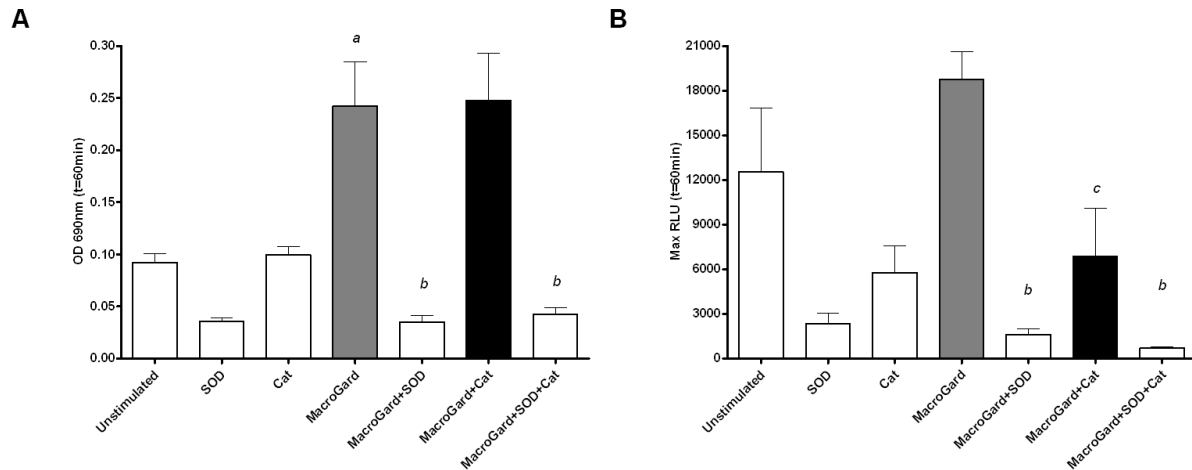 A
OD 690nm (t=60min)
0.30
0.25
0.20
0.15
0.10
0.05
0.00
a
b
b
Unstimulated
SOD
Cat
MacroGard
MacroGard+SOD
MacroGard+Cat
MacroGard+SOD+Cat
B
Max RLU (t=60min)
21000
18000
15000
12000
9000
6000
3000
0
b
c
b
Unstimulated
SOD
Cat
MacroGard
MacroGard+SOD
MacroGard+Cat
MacroGard+SOD+Cat